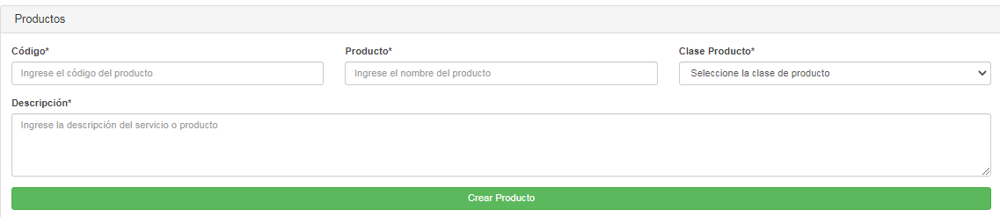 Productos
Código* Producto* Clase Producto*
Ingrese el código del producto Ingrese el nombre del producto Seleccione la clase de producto
Descripción*
Ingrese la descripción del servicio o producto
Crear Producto